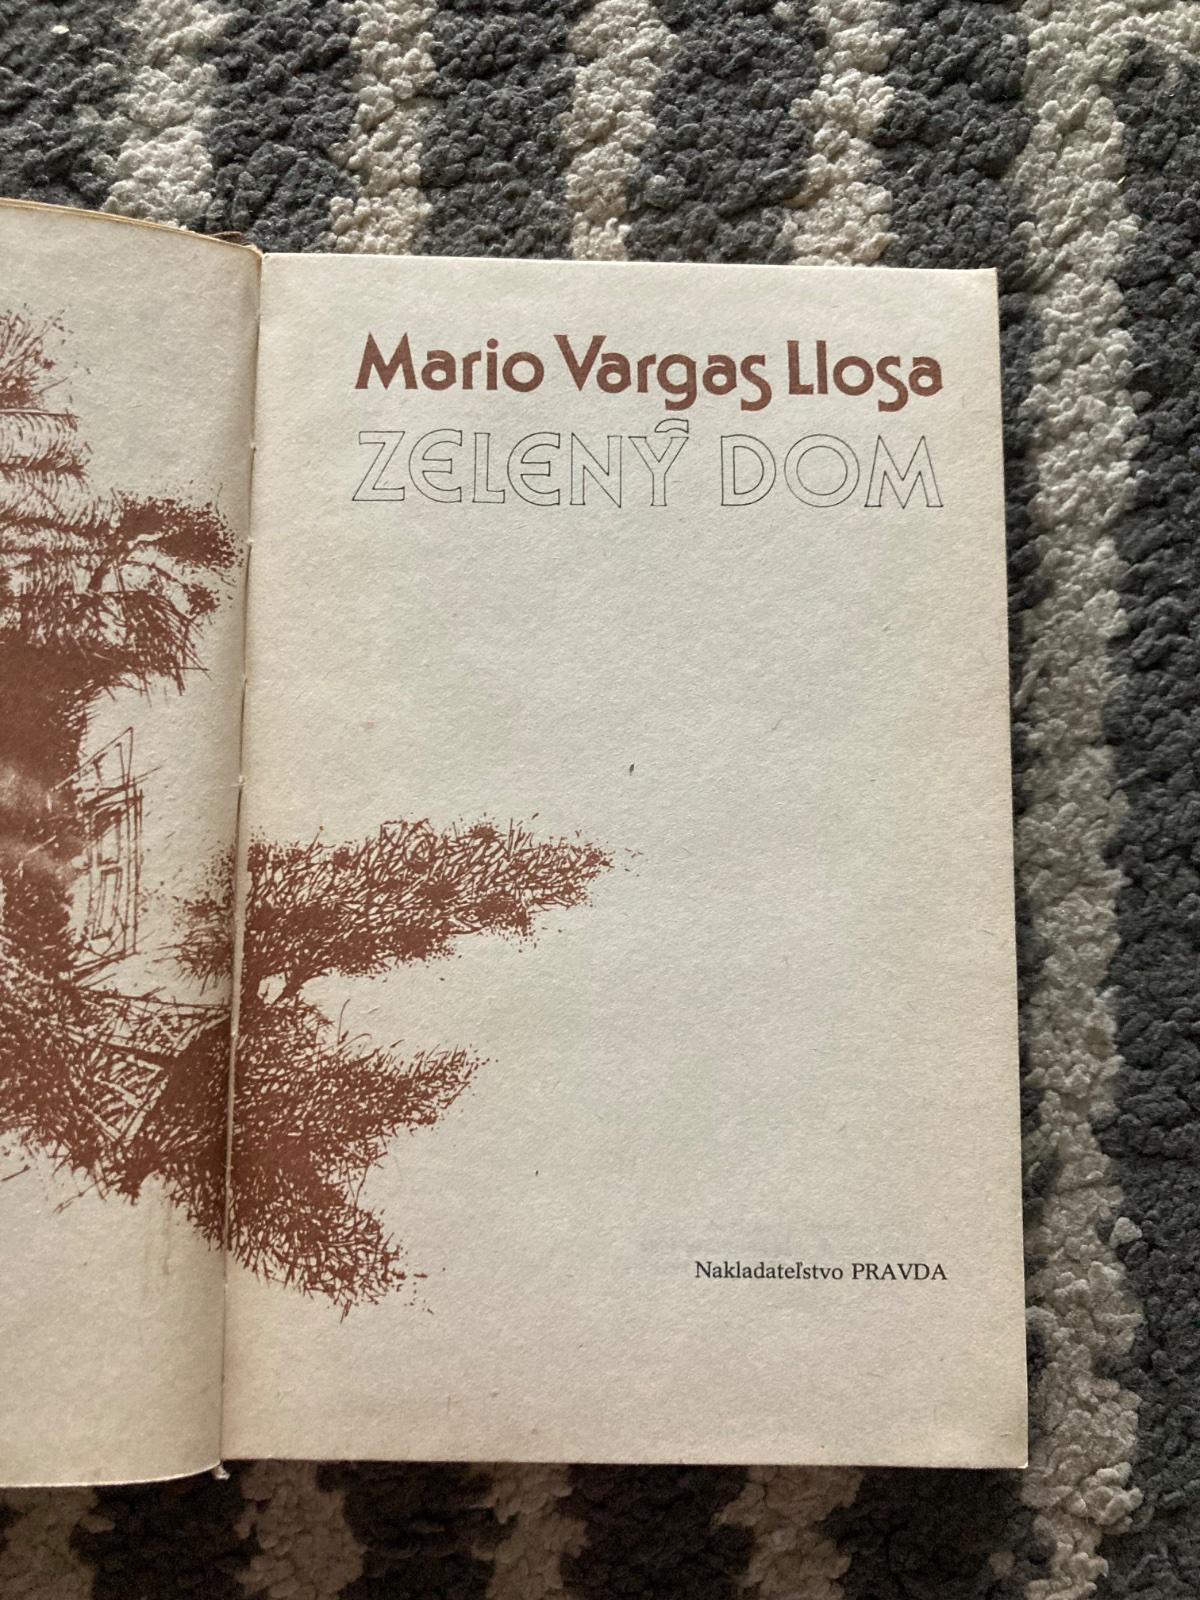 Mario Vargas Llosa
ZELENÝ DOM
Nakladateľstvo PRAVDA